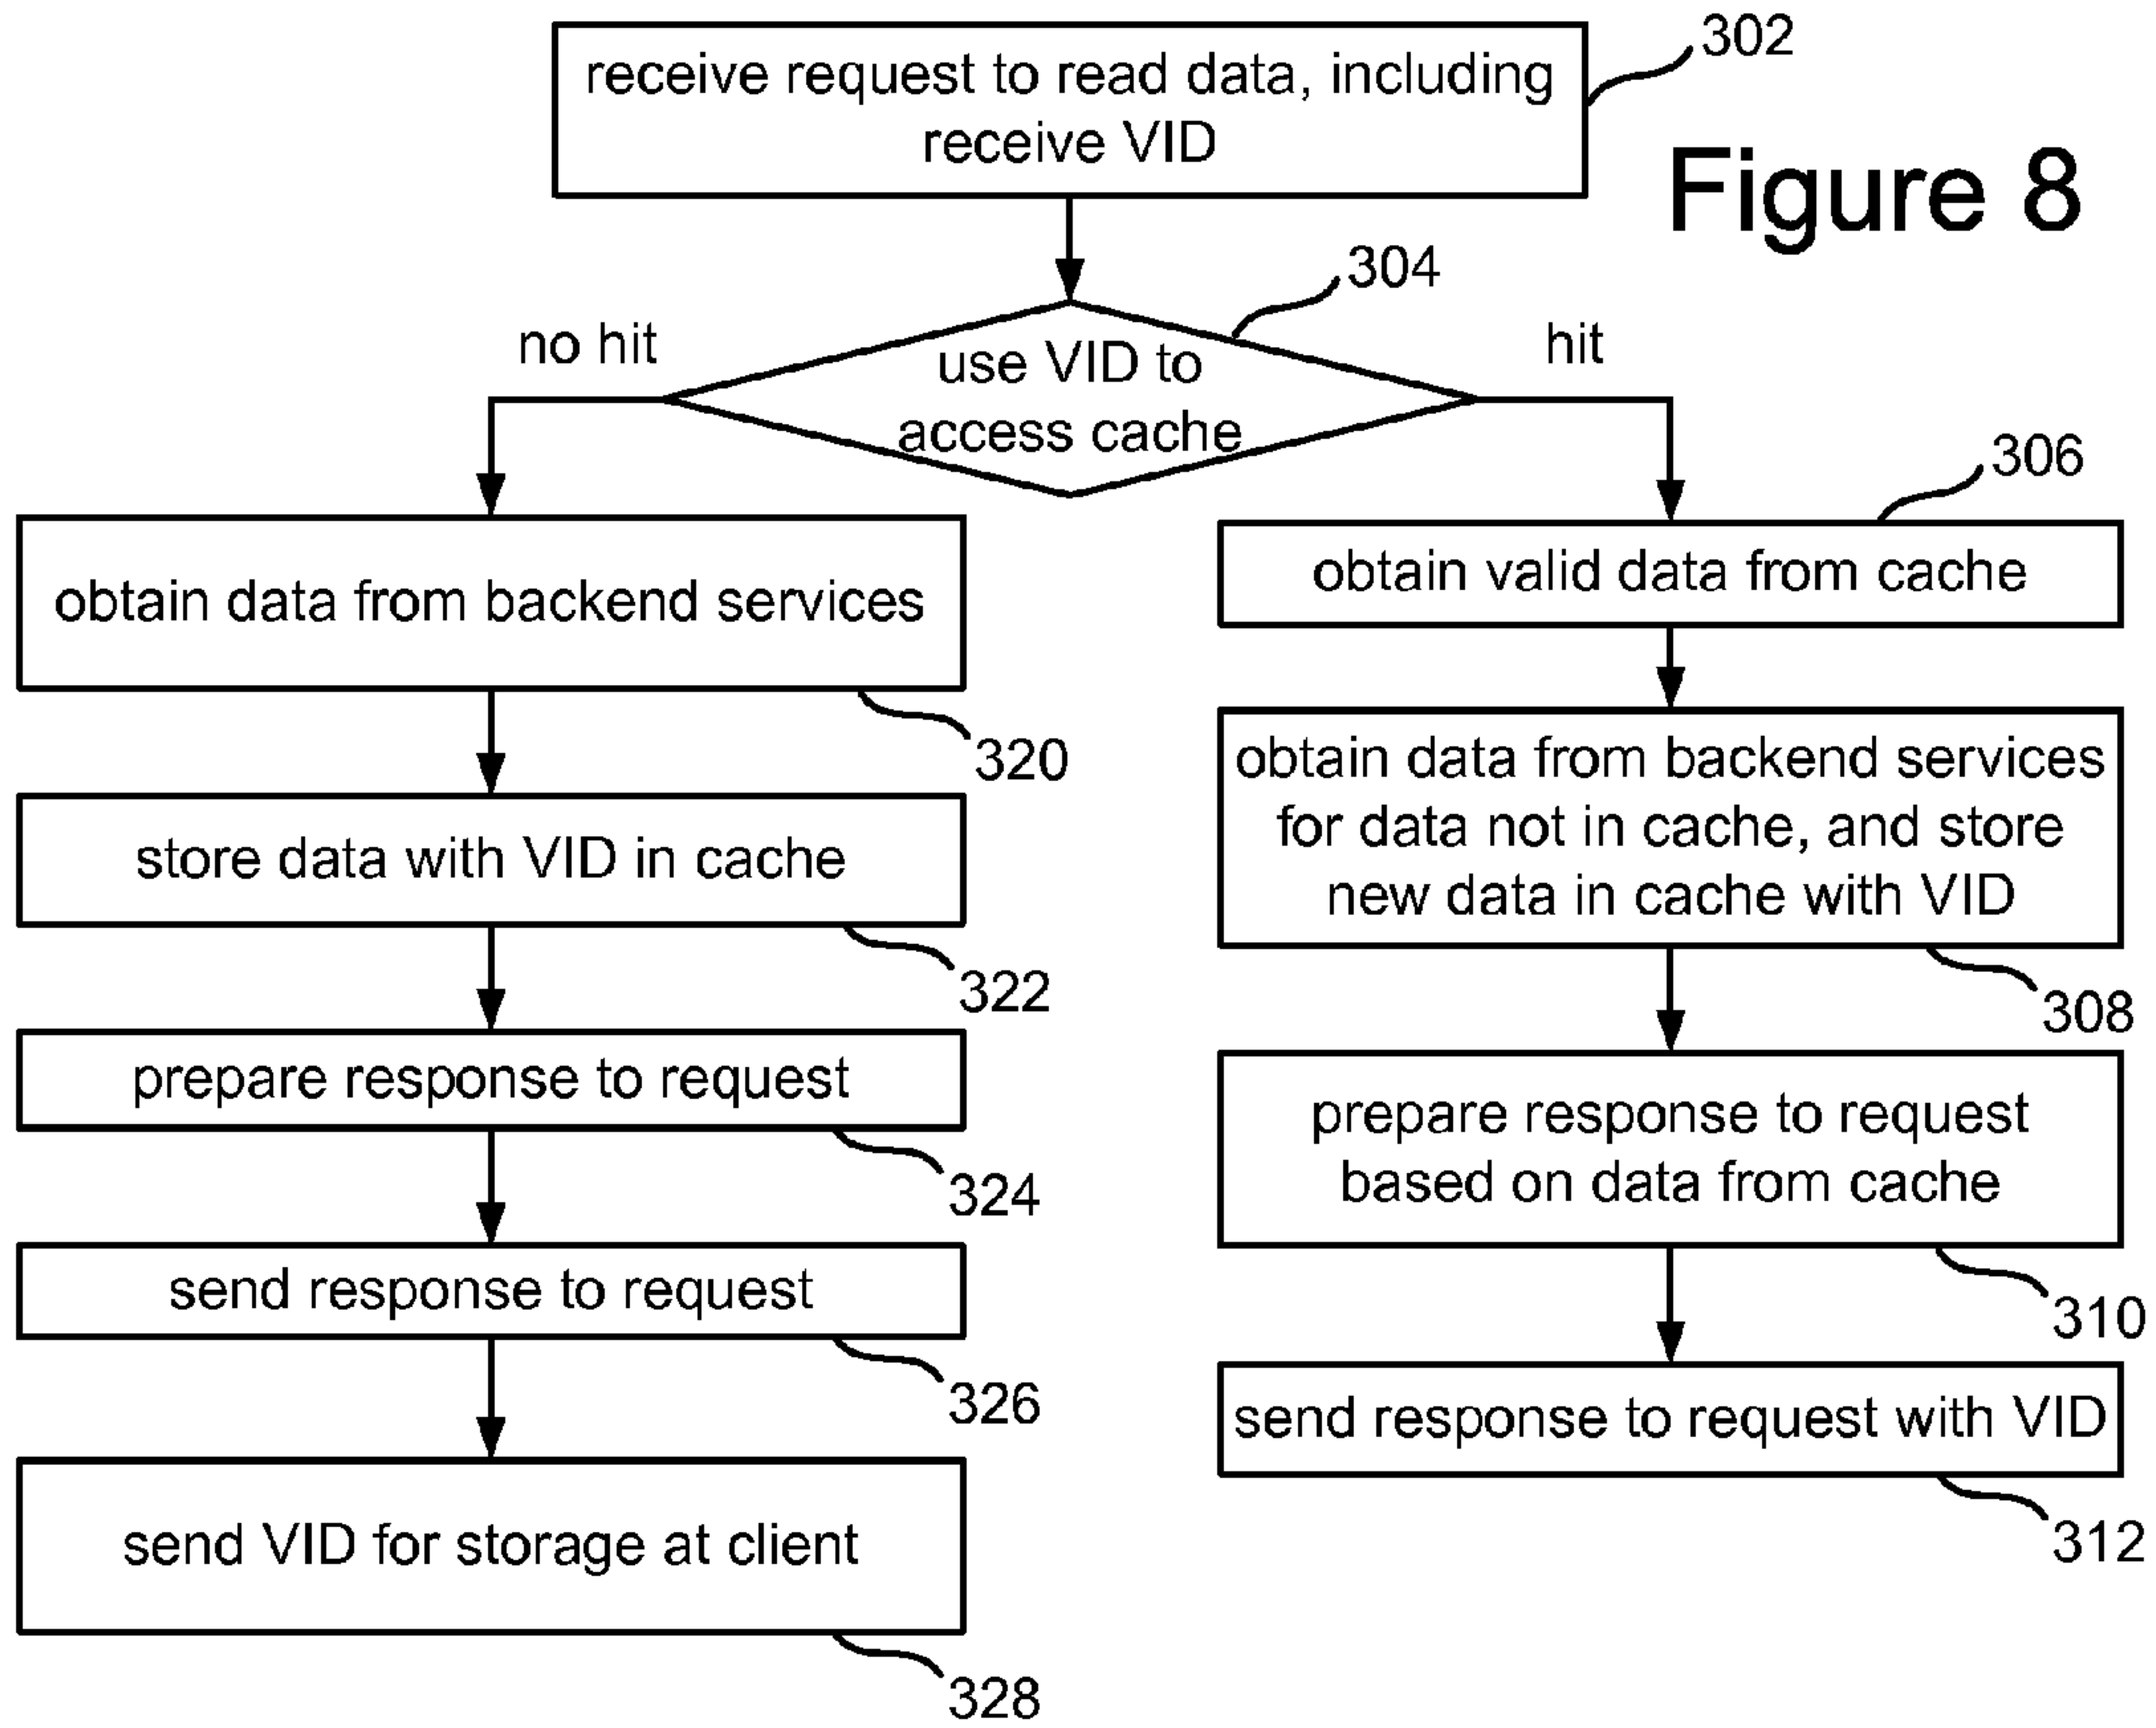 receive request to read data, including
receive VID
302
Figure 8
304
use VID to
access cache
no hit
hit
obtain data from backend services
320
store data with VID in cache
322
prepare response to request
324
send response to request
326
send VID for storage at client
328
306
obtain valid data from cache
obtain data from backend services
for data not in cache, and store
new data in cache with VID
308
prepare response to request
based on data from cache
310
send response to request with VID
312